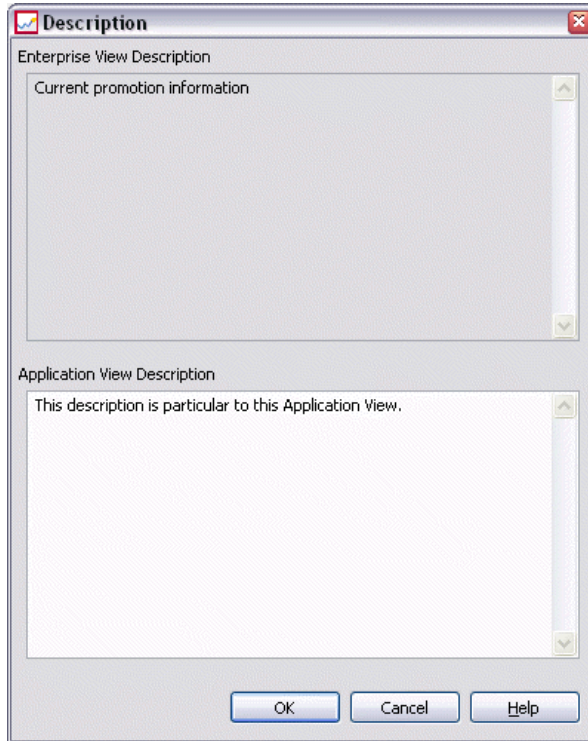 Description
Enterprise View Description
Current promotion information
Application View Description
This description is particular to this Application View.
OK
Cancel
Help